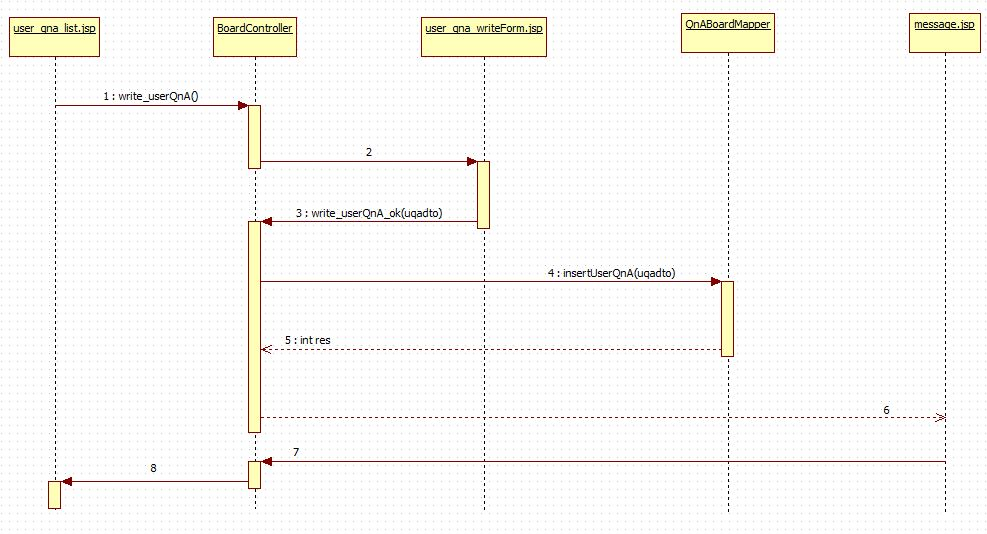 user_qna_list.jsp
BoardController
user_qna_writeForm.jsp
QnABoardMapper
message.jsp
1 : write_userQnA()
2
3 : write_userQnA_ok(uqadto)
4 : insertUserQnA(uqadto)
5 : int res
6
7
8